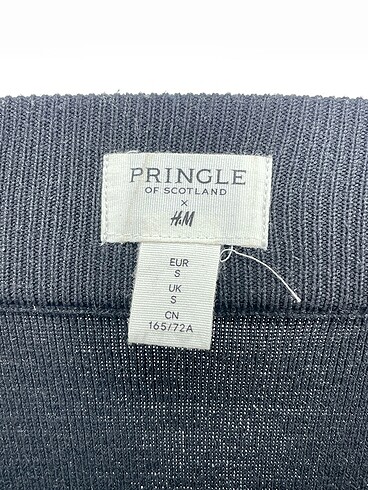 PRINGLE
OF SCOTLAND
×
H&M
EUR
S
UK
S
CN
165/72A